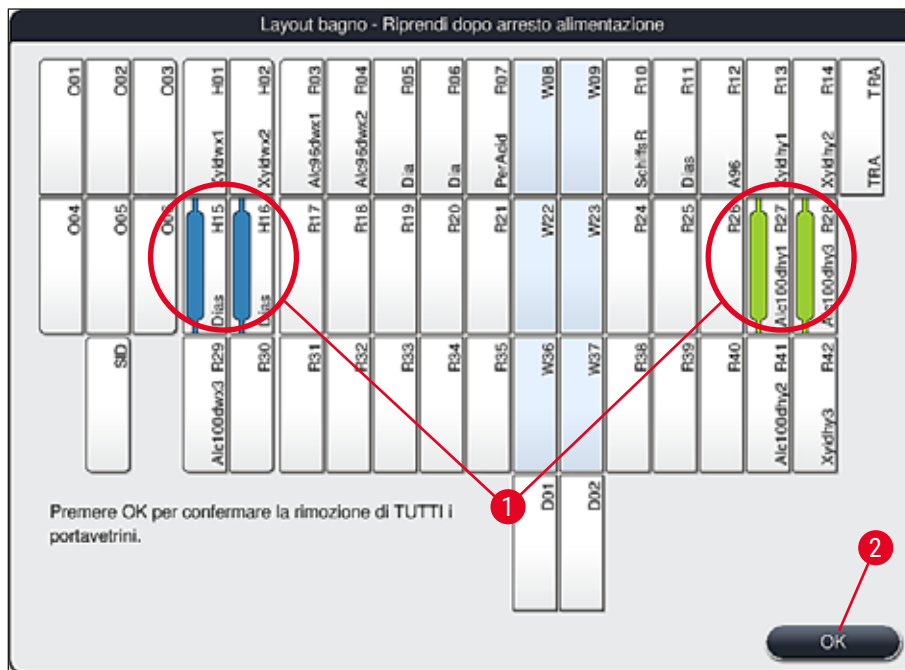 Layout bagno - Riprendi dopo arresto alimentazione
O01
O02
O03
H01 Xyldwx1
H02 Xyldwx2
R03 Alc96dwx1
R04 Alc96dwx2
R05 Dia
R06 Dia
R07 PerAcid
W08
W09
R10 SchiffsR
R11 Dias
R12 A96
R13 Xyldhy1
R14 Xyldhy2
TRA TRA
O04
O05
O06
H15 Dias
H16 Dias
R17
R18
R19
R20
R21
W22
W23
R24
R25
R26
R27 Alc100dhy1
R28 Alc100dhy3
SID
R29 Alc100dwx3
R30
R31
R32
R33
R34
R35
W36
W37
R38
R39
R40
R41 Alc100dhy2
R42 Xyldhy3
D01
D02
1
Premere OK per confermare la rimozione di TUTTI i
portavetrini.
2
OK